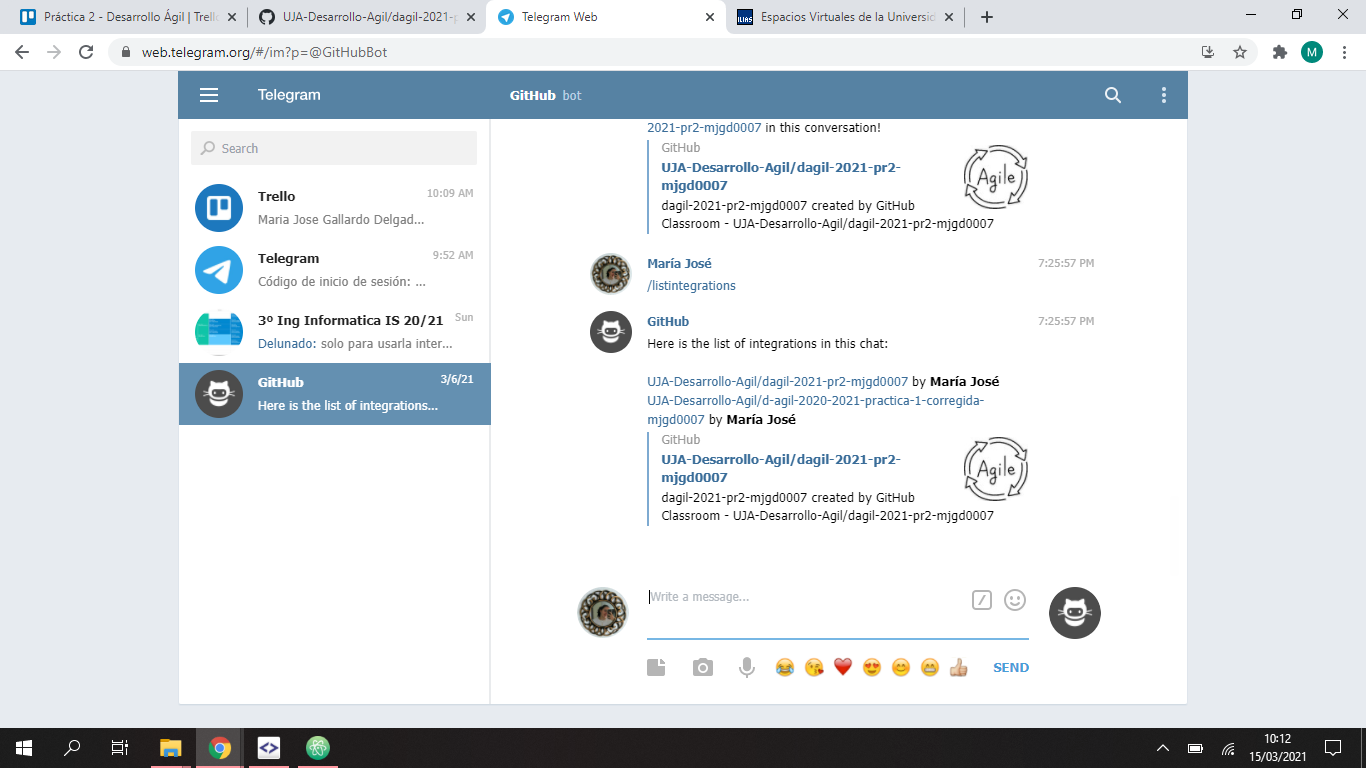 Práctica 2 - Desarrollo Ágil | Trello
UJA-Desarrollo-Agil/dagil-2021-p
Telegram Web
ILIAS
Espacios Virtuales de la Universid
web.telegram.org/#/im?p=@GitHubBot
M
Telegram
GitHub bot
Search
Trello 10:09 AM
Maria Jose Gallardo Delgad...
Telegram 9:52 AM
Código de inicio de sesión: ...
3º Ing Informatica IS 20/21 Sun
Delunado: solo para usarla inter...
GitHub 3/6/21
Here is the list of integrations...
2021-pr2-mjgd0007 in this conversation!
GitHub
UJA-Desarrollo-Agil/dagil-2021-pr2-
mjgd0007
dagil-2021-pr2-mjgd0007 created by GitHub
Classroom - UJA-Desarrollo-Agil/dagil-2021-pr2-mjgd0007
Agile
María José 7:25:57 PM
/listintegrations
GitHub 7:25:57 PM
Here is the list of integrations in this chat:
UJA-Desarrollo-Agil/dagil-2021-pr2-mjgd0007 by María José
UJA-Desarrollo-Agil/d-agil-2020-2021-practica-1-corregida-
mjgd0007 by María José
GitHub
UJA-Desarrollo-Agil/dagil-2021-pr2-
mjgd0007
dagil-2021-pr2-mjgd0007 created by GitHub
Classroom - UJA-Desarrollo-Agil/dagil-2021-pr2-mjgd0007
Agile
Write a message...
SEND
10:12
15/03/2021